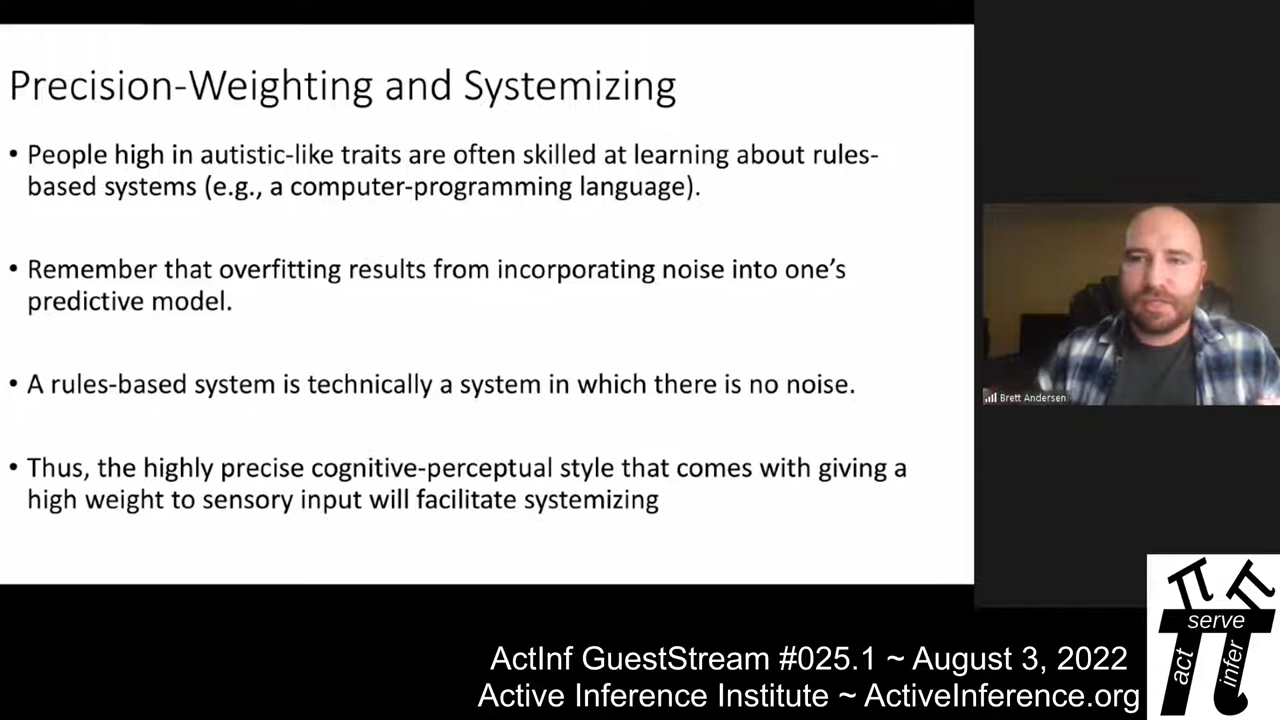 Precision-Weighting and Systemizing
• People high in autistic-like traits are often skilled at learning about rules-
based systems (e.g., a computer-programming language).
• Remember that overfitting results from incorporating noise into one’s
predictive model.
• A rules-based system is technically a system in which there is no noise.
• Thus, the highly precise cognitive-perceptual style that comes with giving a
high weight to sensory input will facilitate systemizing
Brett Andersen
ActInf GuestStream #025.1 ~ August 3, 2022
Active Inference Institute ~ ActiveInference.org
serve
act
infer